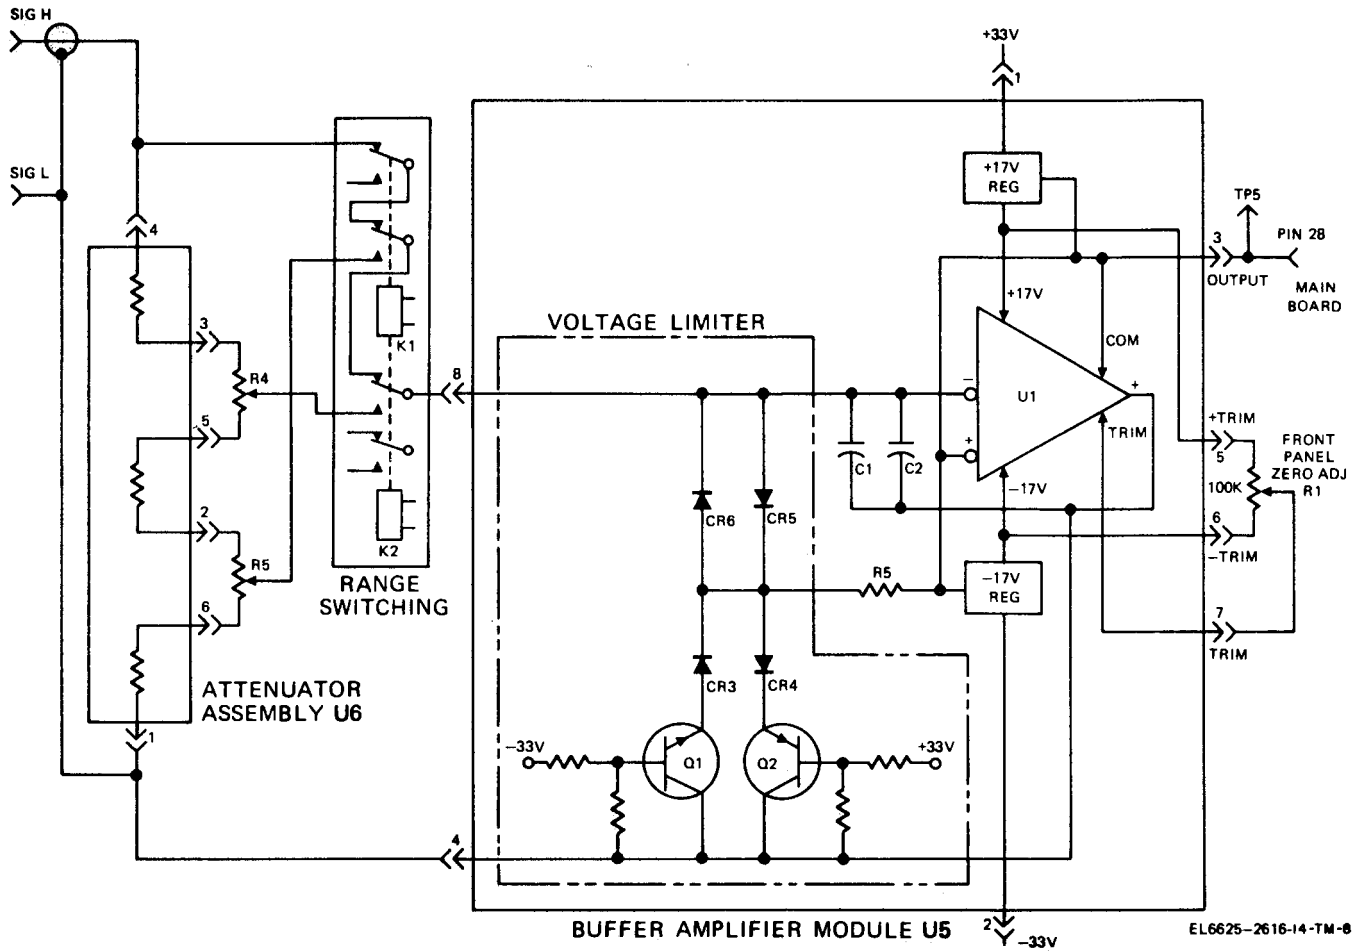 SIG H
+33V
1
SIG L
+17V
REG
TP5
PIN 28
3
OUTPUT
MAIN
BOARD
4
+17V
COM
3
R4
K1
VOLTAGE LIMITER
8
−
U1
+
+
TRIM
−17V
5
C1
C2
+TRIM
5
FRONT
PANEL
ZERO ADJ
R1
100K
2
CR6
CR5
6
−TRIM
K2
R5
RANGE
SWITCHING
R5
−17V
REG
6
7
TRIM
CR3
CR4
ATTENUATOR
ASSEMBLY U6
1
−33V
Q1
Q2
+33V
4
BUFFER AMPLIFIER MODULE U5
2
−33V
EL6625-2616-14-TM-8